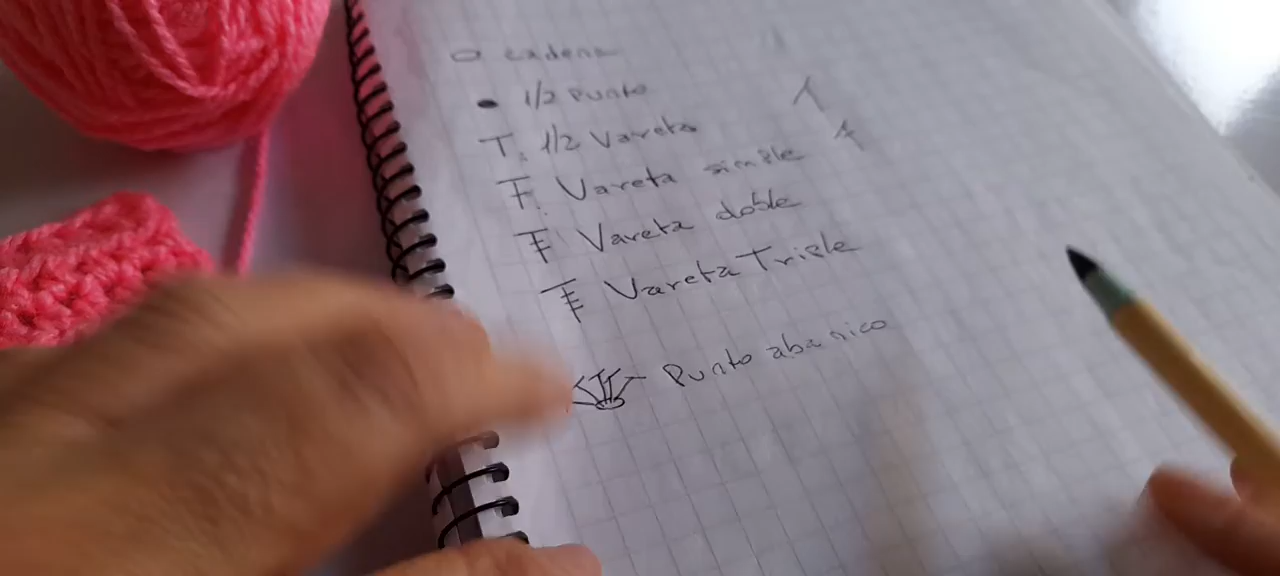 cadena
1/2 Punto
T. 1/2 Vareta
Vareta simple
Vareta doble
Vareta Triple
Punto abanico